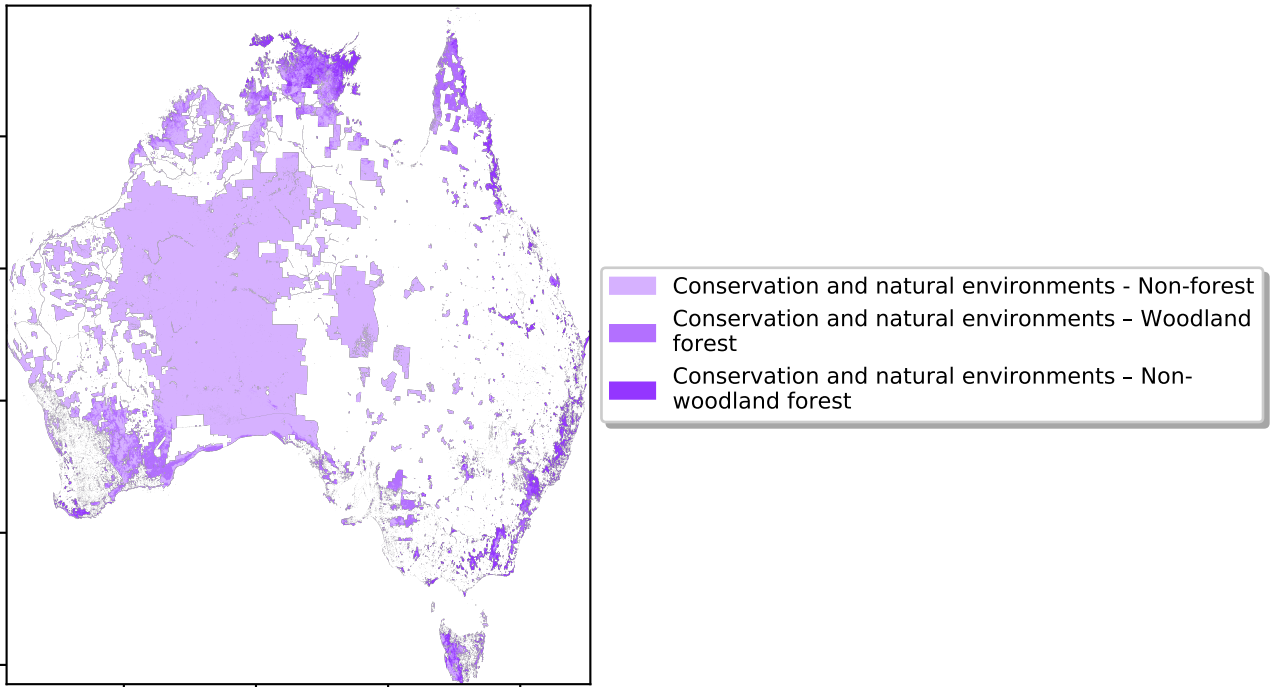 Conservation and natural environments - Non-forest
Conservation and natural environments – Woodland
forest
Conservation and natural environments – Non-
woodland forest